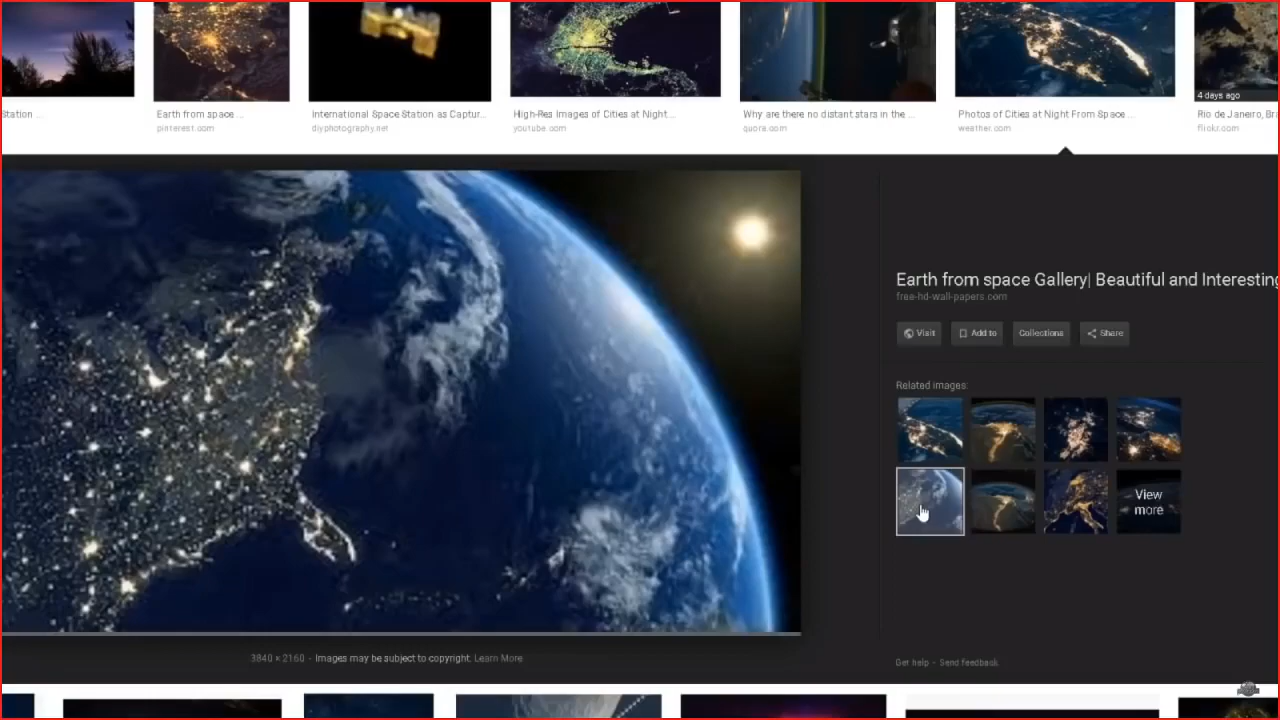 4 days ago
Station ...
Earth from space ...
International Space Station as Captur...
High-Res Images of Cities at Night...
Why are there no distant stars in the ...
Photos of Cities at Night From Space...
Rio de Janeiro, Br
pinterest.com
diyphotography.net
youtube.com
quora.com
weather.com
flickr.com
Earth from space Gallery| Beautiful and Interesting
free-hd-wall-papers.com
Visit
Add to
Collections
Share
Related images:
View
more
3840 × 2160 - Images may be subject to copyright. Learn More
Get help - Send feedback